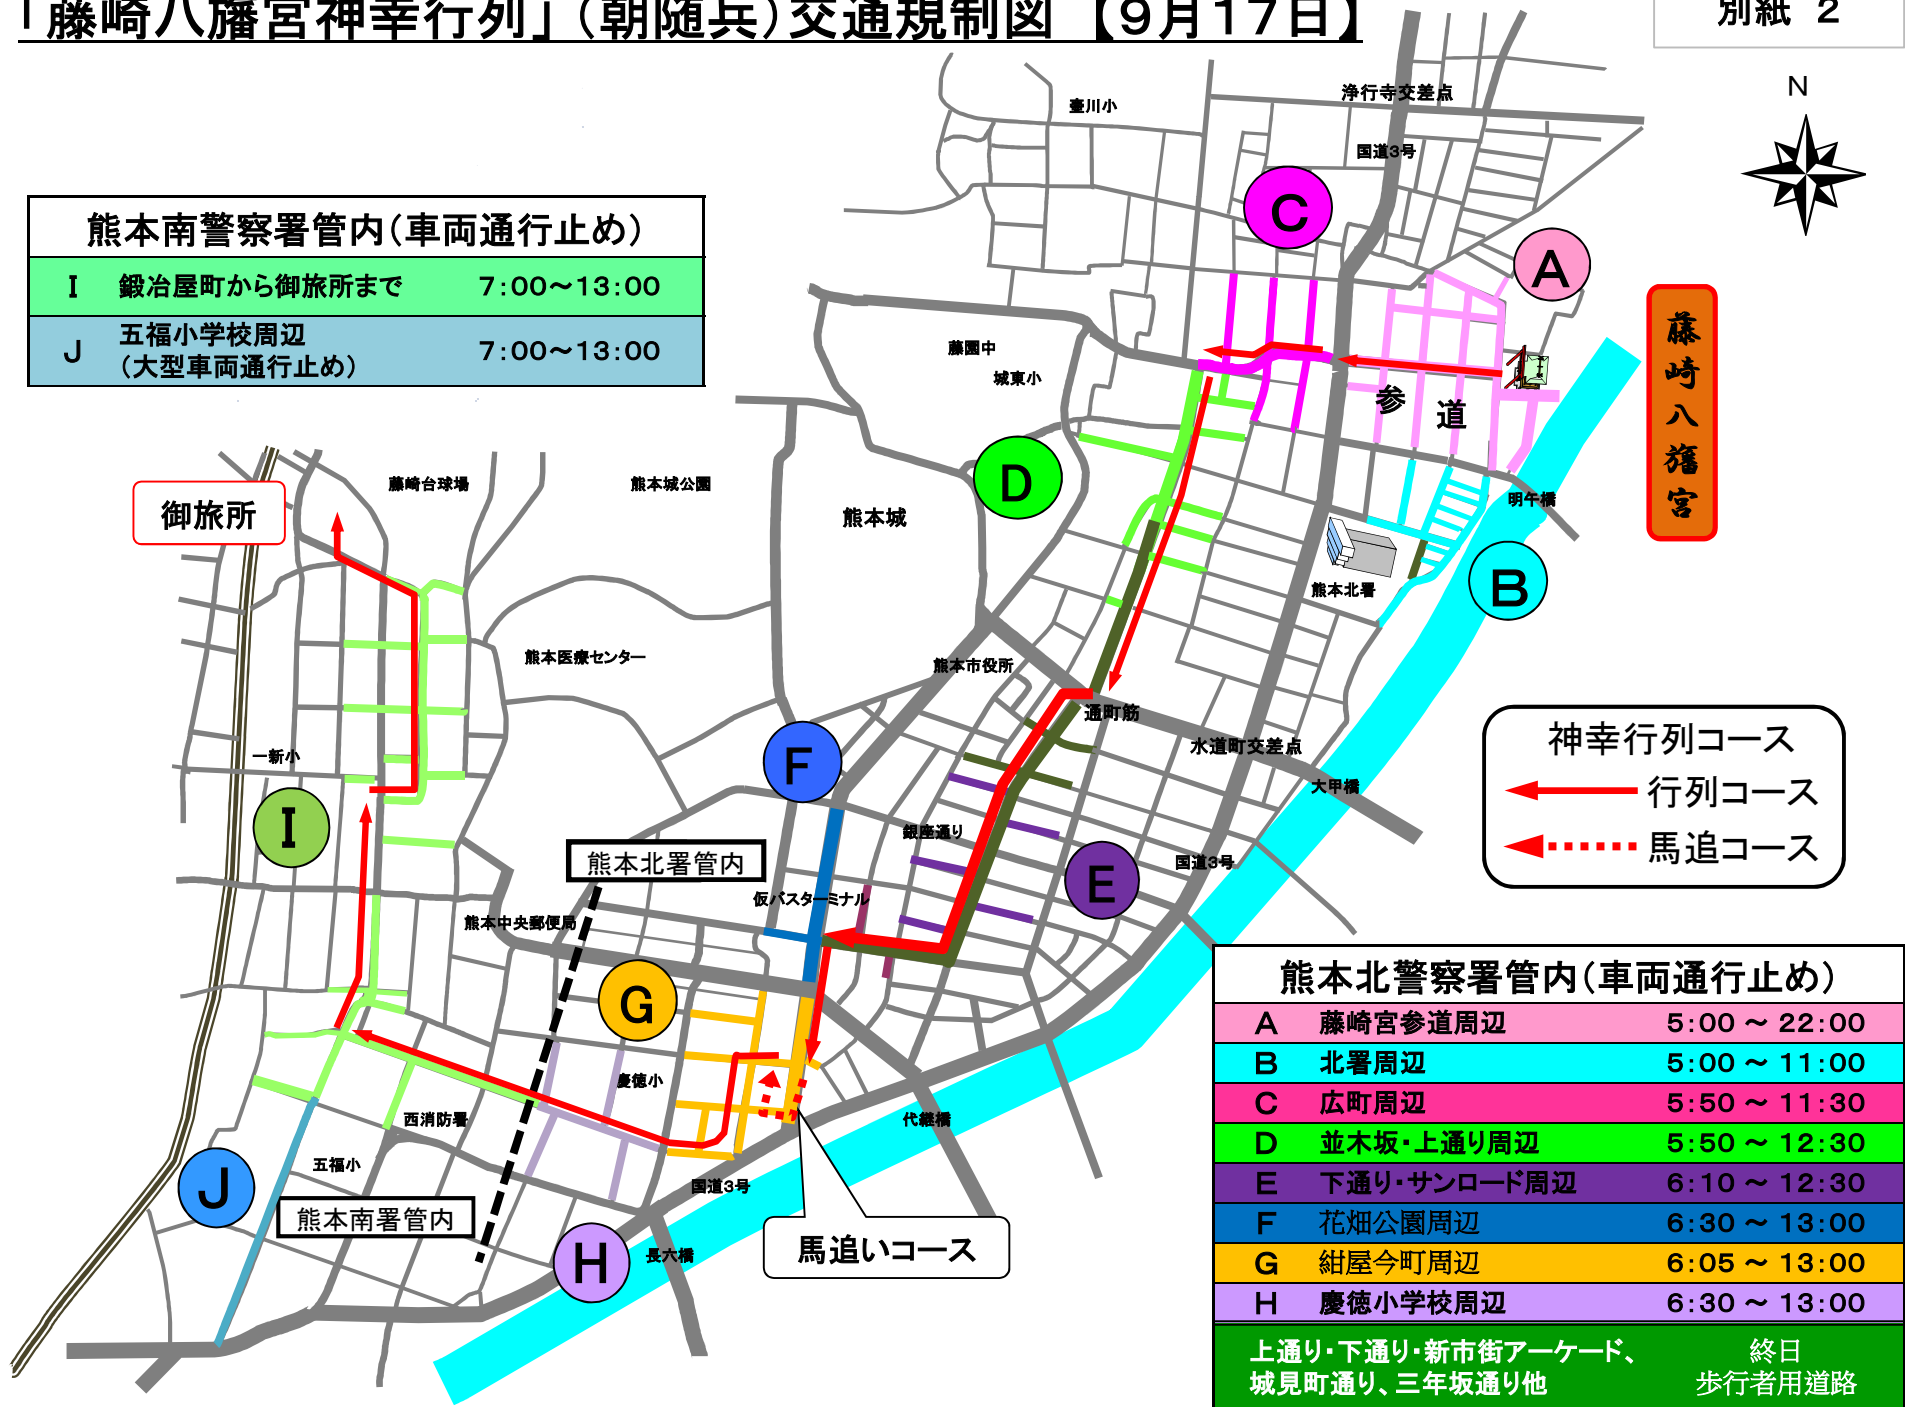 「藤崎八旛宮神幸行列」（朝随兵）交通規制図 【９月１７日】
別紙 ２
N
浄行寺交差点
壷川小
国道3号
C
A
熊本南警察署管内（車両通行止め）
I 鍛冶屋町から御旅所まで 7:00～13:00
J 五福小学校周辺
（大型車両通行止め） 7:00～13:00
藤崎八旛宮
藤園中
城東小
参道
D
藤崎台球場
熊本城公園
熊本城
御旅所
明午橋
熊本北署
B
熊本医療センター
熊本市役所
通町筋
水道町交差点
一新小
F
大甲橋
神幸行列コース
行列コース
馬追コース
I
銀座通り
熊本北署管内
国道3号
E
仮バスターミナル
熊本中央郵便局
G
慶徳小
西消防署
代継橋
五福小
J
国道3号
熊本南署管内
H
長六橋
馬追いコース
熊本北警察署管内（車両通行止め）
A 藤崎宮参道周辺 5:00 ～ 22:00
B 北署周辺 5:00 ～ 11:00
C 広町周辺 5:50 ～ 11:30
D 並木坂・上通り周辺 5:50 ～ 12:30
E 下通り・サンロード周辺 6:10 ～ 12:30
F 花畑公園周辺 6:30 ～ 13:00
G 紺屋今町周辺 6:05 ～ 13:00
H 慶徳小学校周辺 6:30 ～ 13:00
上通り・下通り・新市街アーケード、 終日
城見町通り、三年坂通り他 歩行者用道路